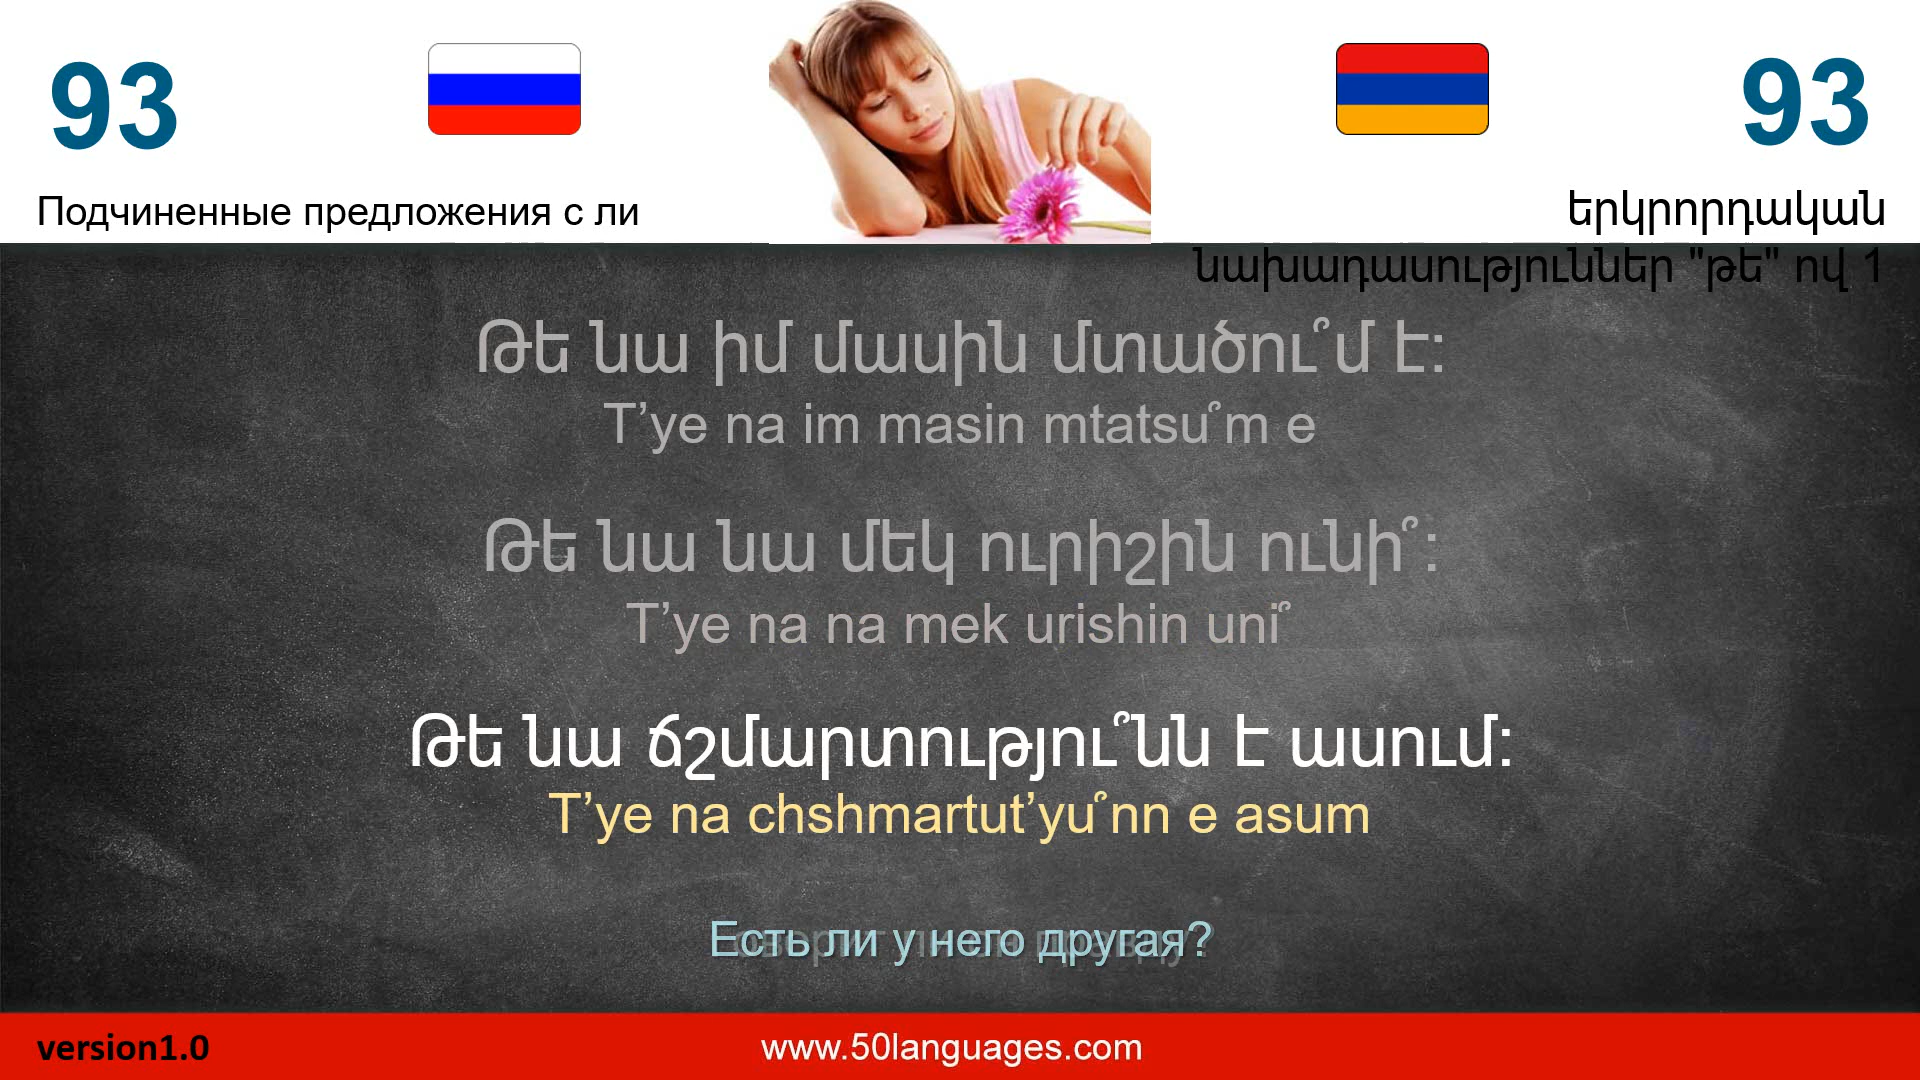 93
93
Подчиненные предложения с ли
երկրորդական
նախադասություններ "թե" ով 1
Թե նա իմ մասին մտածու՞մ է:
T’ye na im masin mtatsu՞m e
Թե նա նա մեկ ուրիշին ունի՞:
T’ye na na mek urishin uni՞
Թե նա ճշմարտությու՞նն է ասում:
T’ye na chshmartut’yu՞nn e asum
Есть ли у него другая?
version1.0
www.50languages.com